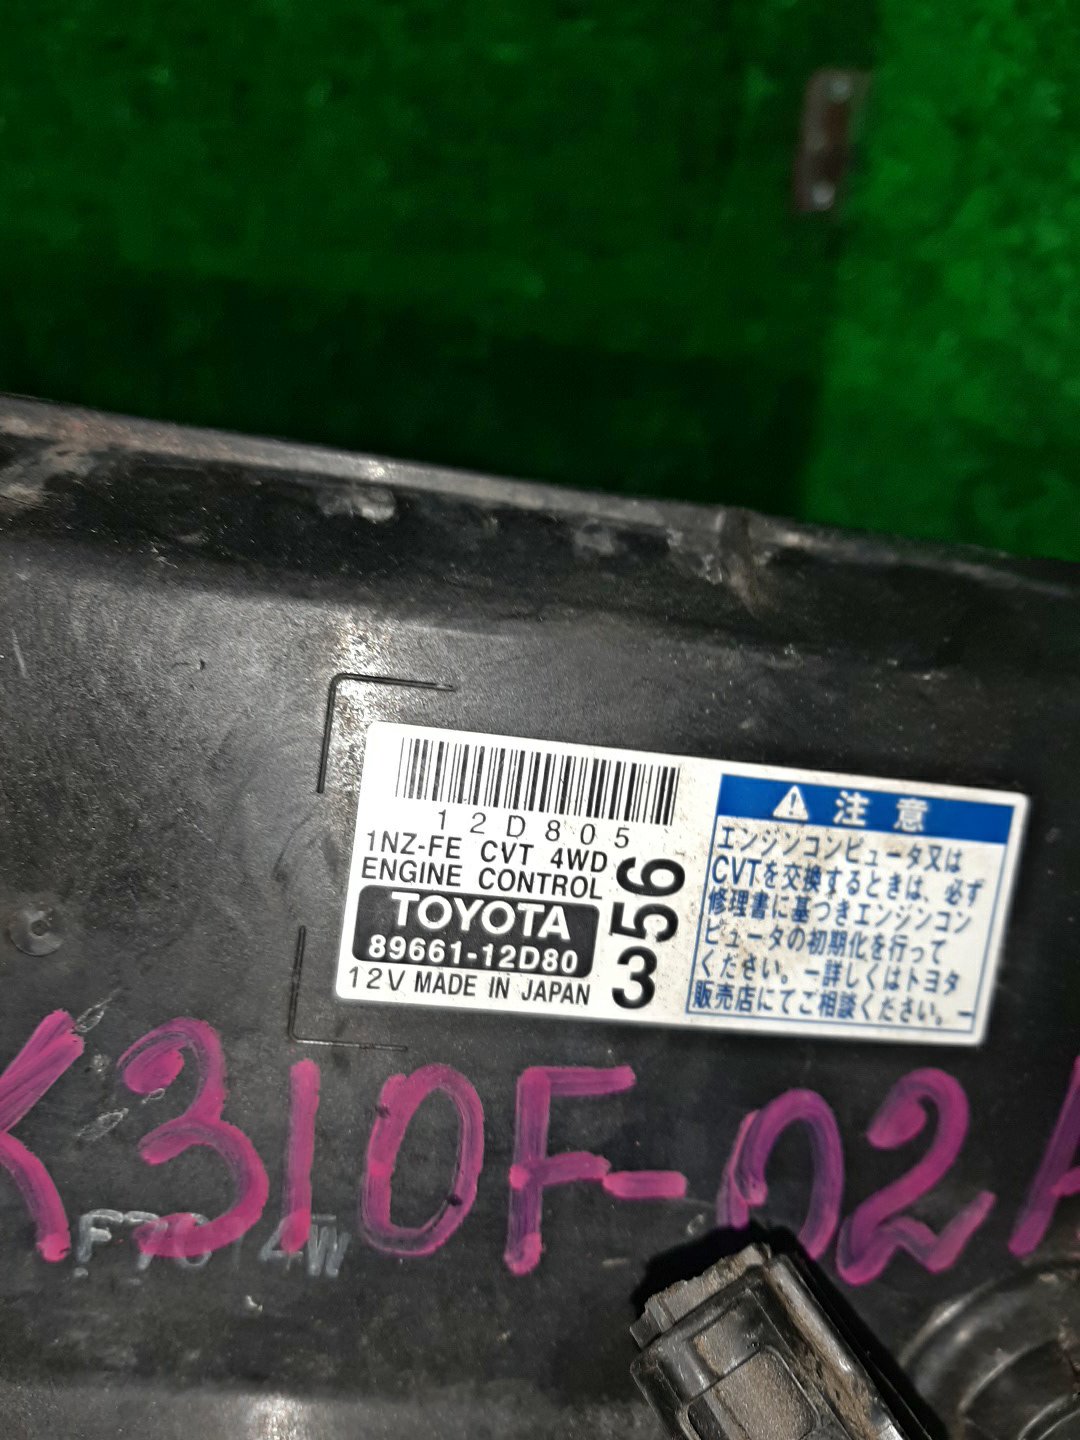 12D805
1NZ-FE CVT 4WD
ENGINE CONTROL
TOYOTA
89661-12D80
12V MADE IN JAPAN
356
注意
エンジンコンピュータ又は
CVTを交換するときは、必ず
修理書に基づきエンジンコン
ピュータの初期化を行って
ください。ー詳しくはトヨタ
販売店にてご相談ください。ー
K310F-02A